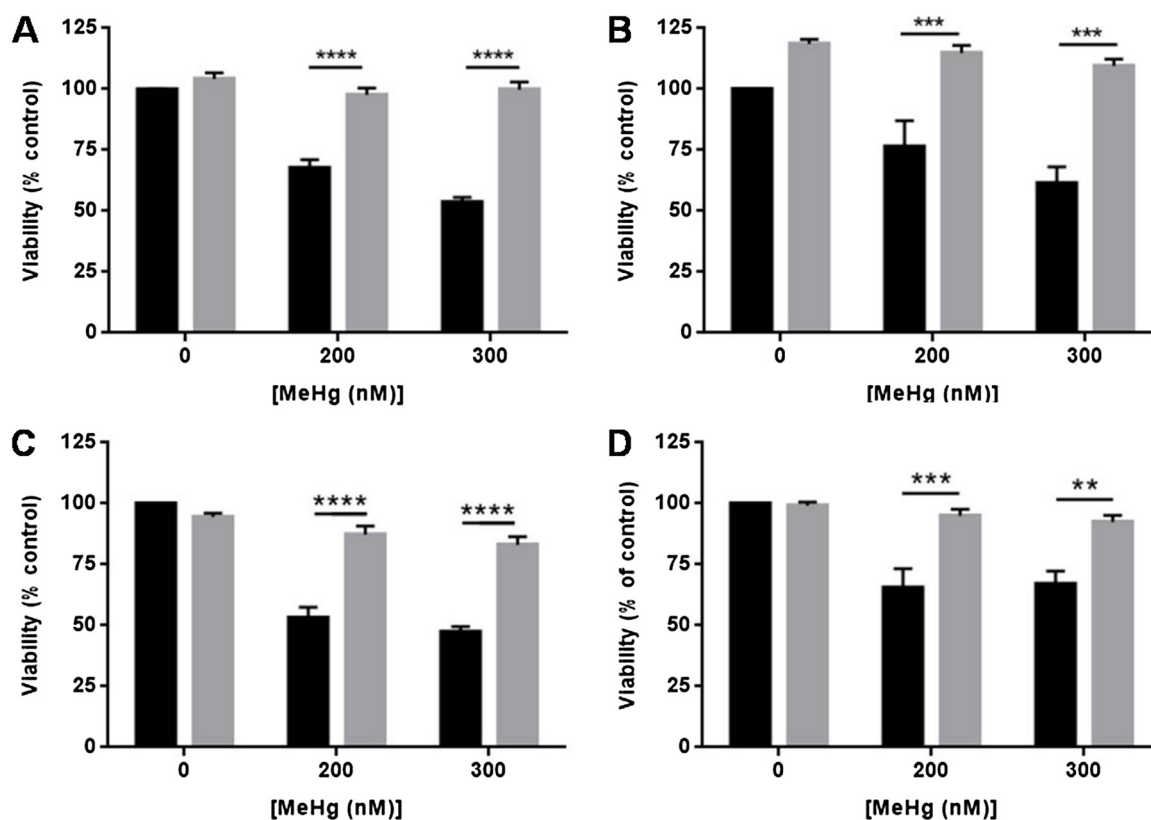 A
Viability (% control)
125
100
75
50
25
0
****
****
0 200 300
[MeHg (nM)]
B
Viability (% control)
125
100
75
50
25
0
***
***
0 200 300
[MeHg (nM)]
C
Viability (% control)
125
100
75
50
25
0
****
****
0 200 300
[MeHg (nM)]
D
Viability (% of control)
125
100
75
50
25
0
***
**
0 200 300
[MeHg (nM)]